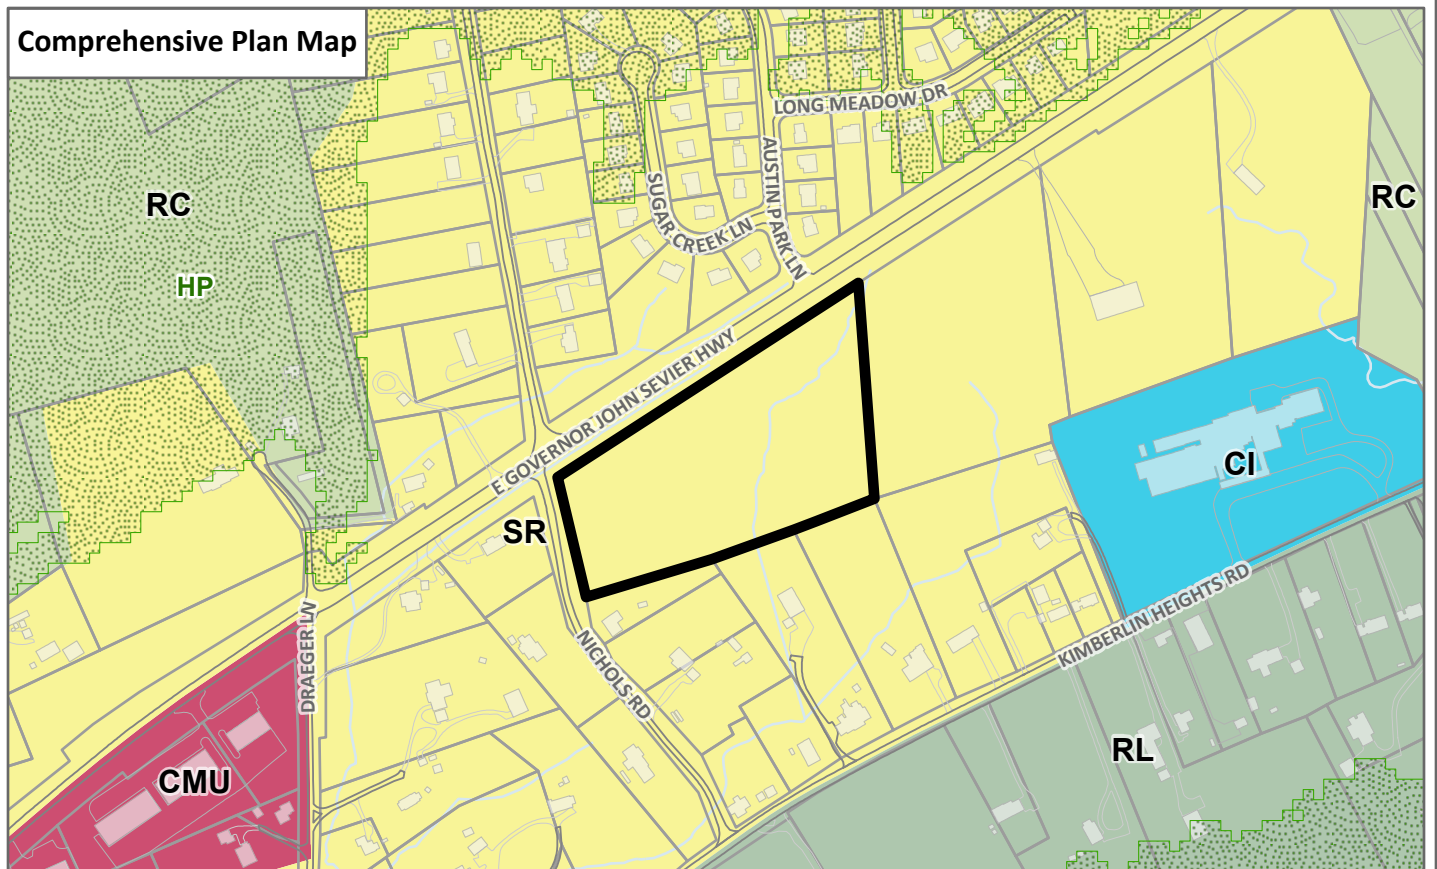 Comprehensive Plan Map
LONG MEADOW DR
AUSTIN PARK LN
SUGAR CREEK LN
RC
RC
HP
E GOVERNOR JOHN SEVIER HWY
CI
SR
KIMBERLIN HEIGHTS RD
DRAEGER LN
NICHOLS RD
RL
CMU